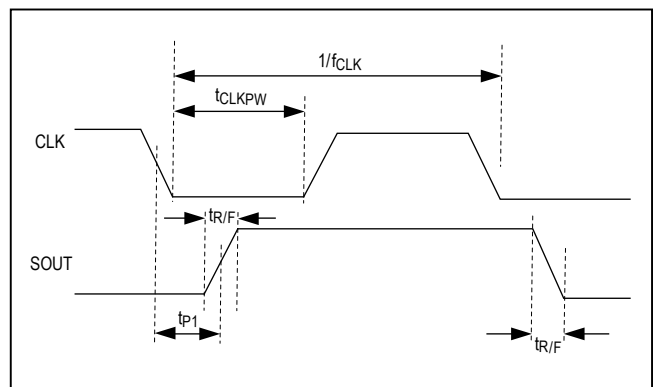 1/fCLK
tCLKPW
CLK
tR/F
SOUT
tP1
tR/F